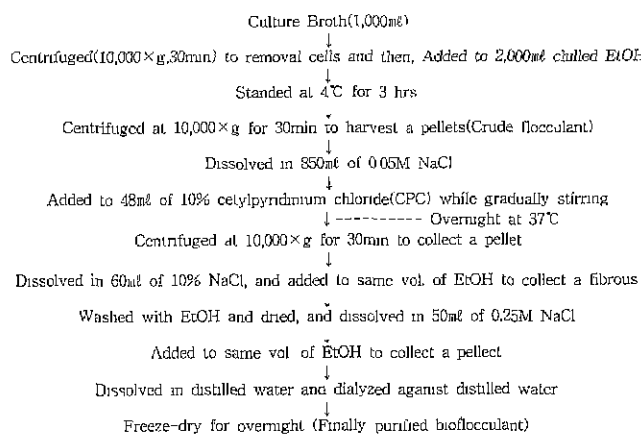 Culture Broth(1,000㎖)
↓
Centrifuged(10,000×g,30min) to removal cells and then, Added to 2,000㎖ chilled EtOH
↓
Standed at 4℃ for 3 hrs
↓
Centrifuged at 10,000×g for 30min to harvest a pellets(Crude flocculant)
↓
Dissolved in 850㎖ of 0 05M NaCl
↓
Added to 48㎖ of 10% cetylpyridinium chloride(CPC) while gradually stirring
↓ ---------- Overnight at 37℃
Centrifuged at 10,000×g for 30min to collect a pellet
↓
Dissolved in 60㎖ of 10% NaCl, and added to same vol. of EtOH to collect a fibrous
↓
Washed with EtOH and dried, and dissolved in 50㎖ of 0.25M NaCl
↓
Added to same vol of EtOH to collect a pellect
↓
Dissolved in distilled water and dialyzed aganist distilled water
↓
Freeze-dry for overnight (Finally purified bioflocculant)